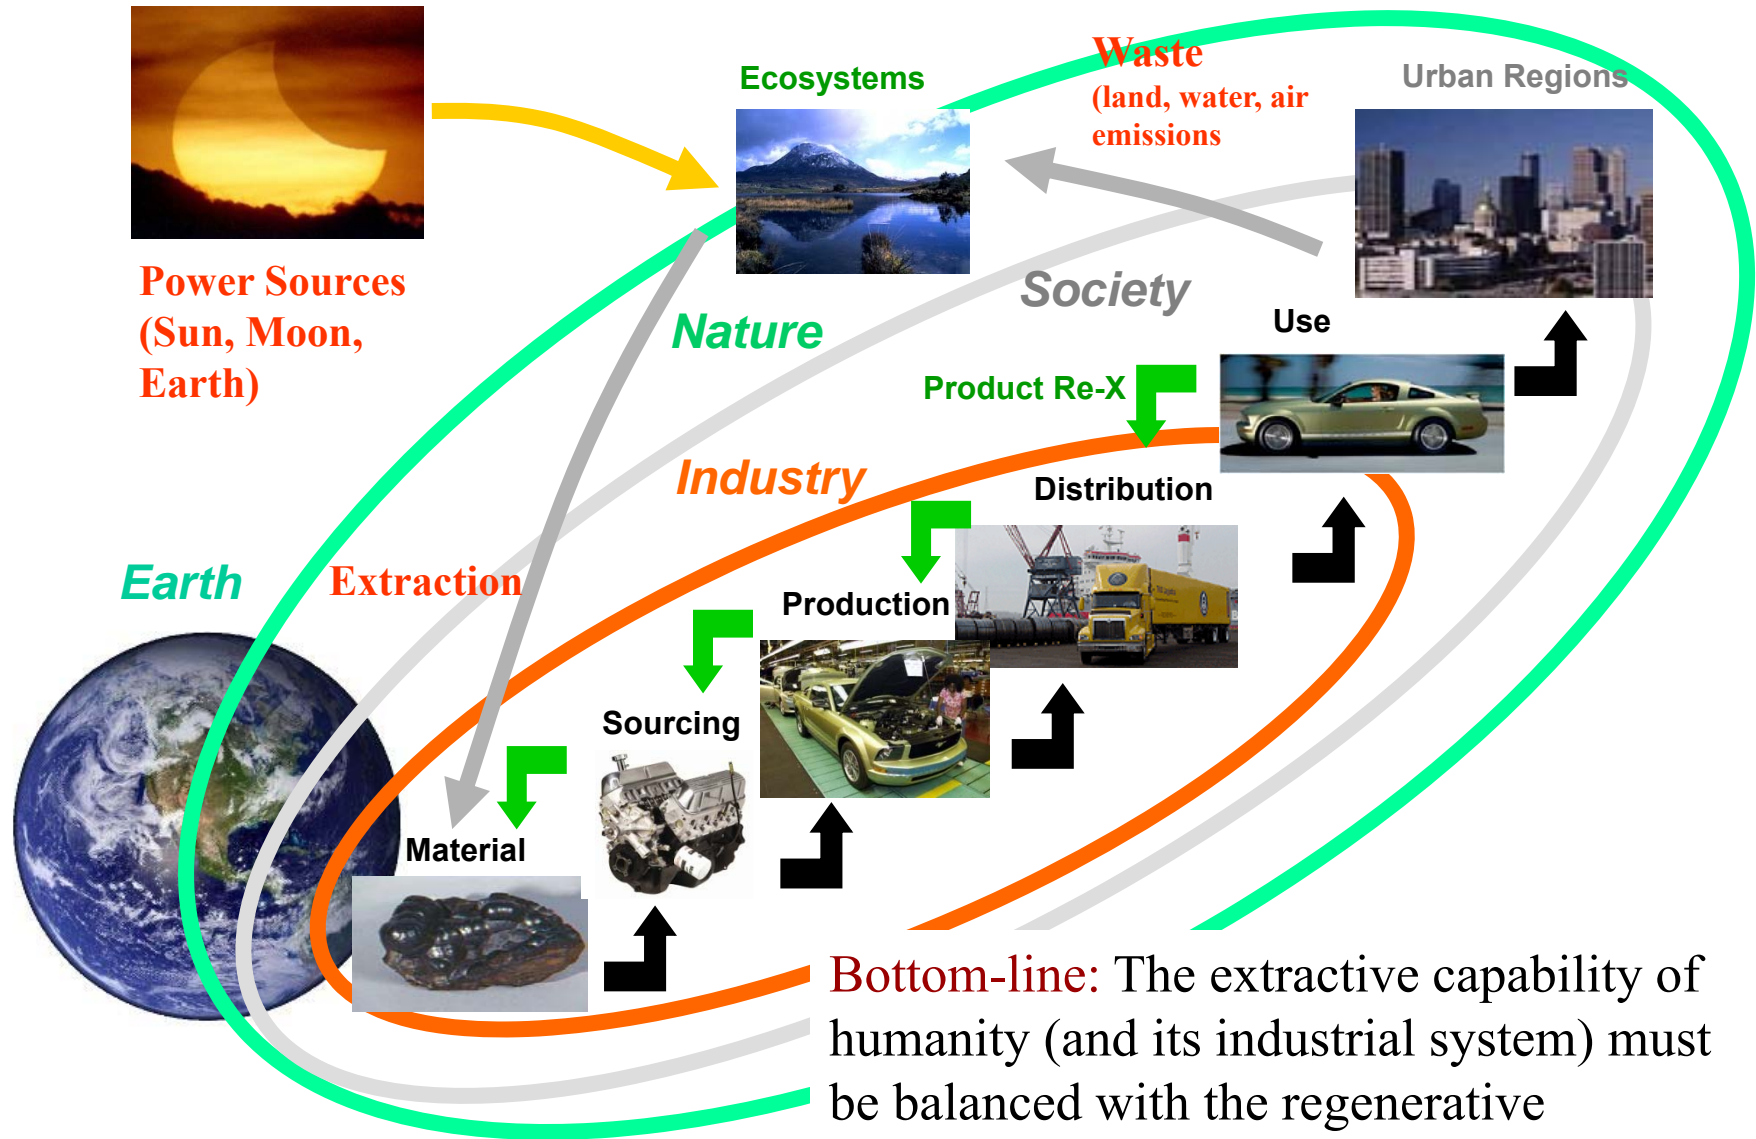 Ecosystems
Waste
(land, water, air
emissions
Urban Regions
Power Sources
(Sun, Moon,
Earth)
Society
Nature
Use
Product Re-X
Industry
Distribution
Earth
Extraction
Production
Sourcing
Material
Bottom-line: The extractive capability of
humanity (and its industrial system) must
be balanced with the regenerative